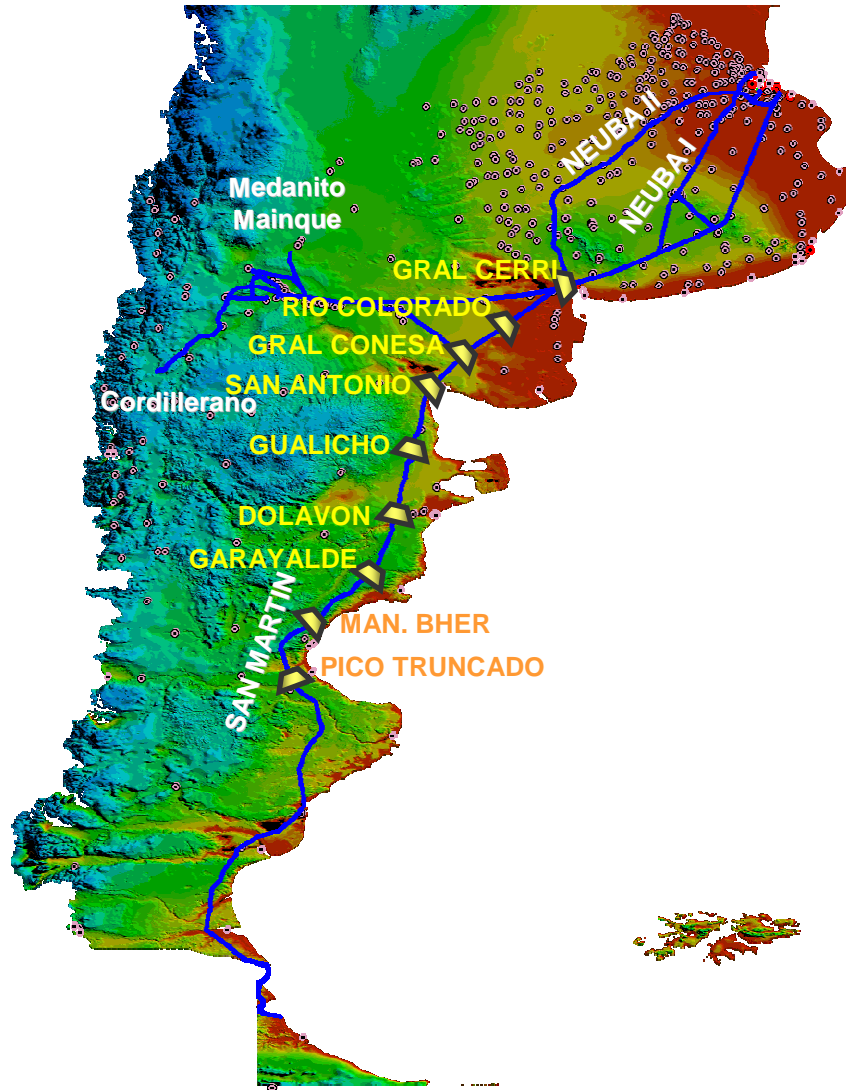 NEUBA II
NEUBA I
Medanito
Mainque
GRAL CERRI
RIO COLORADO
GRAL CONESA
SAN ANTONIO
Cordillerano
GUALICHO
DOLAVON
GARAYALDE
SAN MARTIN
MAN. BHER
PICO TRUNCADO